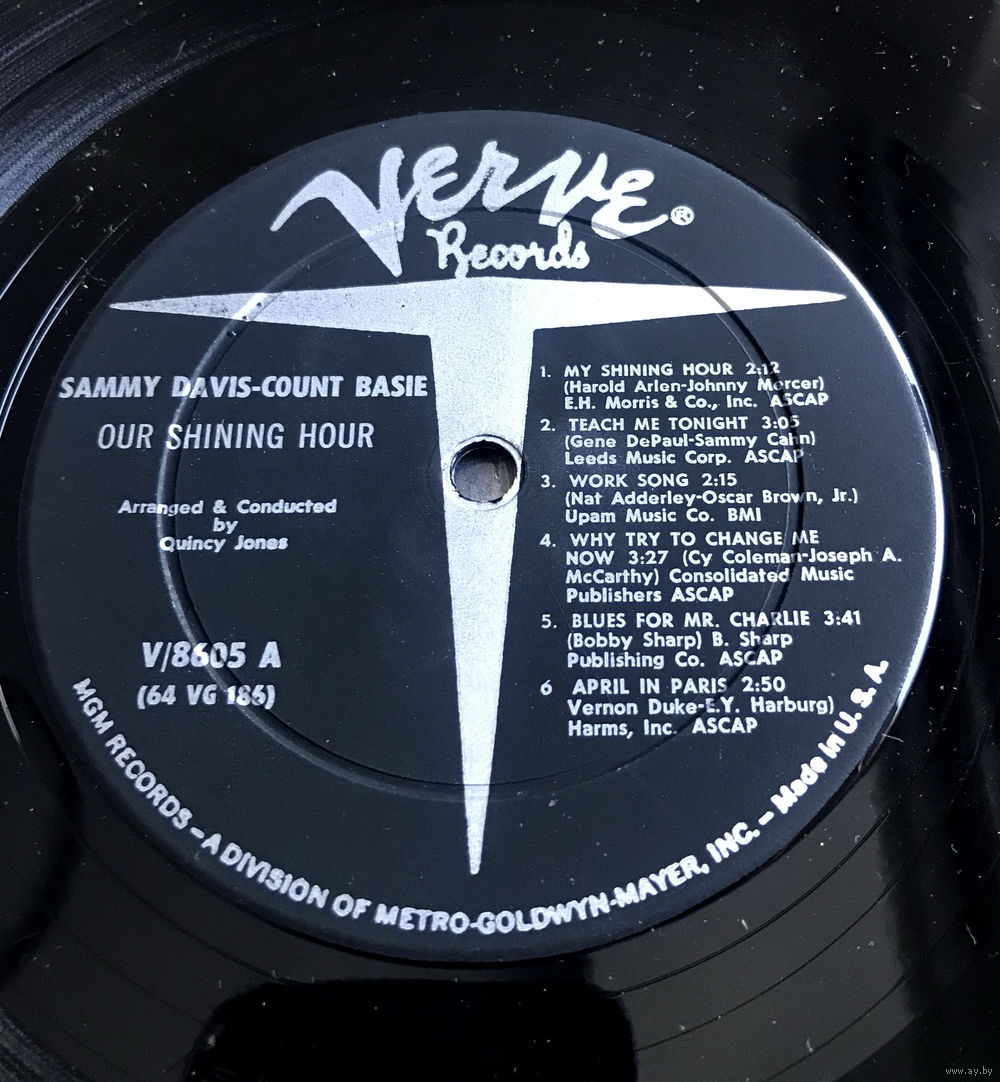 Verve®
Records
SAMMY DAVIS-COUNT BASIE
OUR SHINING HOUR
Arranged & Conducted
by
Quincy Jones
V/8605 A
(64 VG 186)
1. MY SHINING HOUR 2:12
(Harold Arlen-Johnny Mercer)
E.H. Morris & Co., Inc. ASCAP
2. TEACH ME TONIGHT 3:05
(Gene DePaul-Sammy Cahn)
Leeds Music Corp. ASCAP
3. WORK SONG 2:15
(Nat Adderley-Oscar Brown, Jr.)
Upam Music Co. BMI
4. WHY TRY TO CHANGE ME
NOW 3:27 (Cy Coleman-Joseph A.
McCarthy) Consolidated Music
Publishers ASCAP
5. BLUES FOR MR. CHARLIE 3:41
(Bobby Sharp) B. Sharp
Publishing Co. ASCAP
6 APRIL IN PARIS 2:50
Vernon Duke-E.Y. Harburg)
Harms, Inc. ASCAP
MGM RECORDS – A DIVISION OF METRO-GOLDWYN-MAYER, INC. – Made in U. S. A.
www.ay.by